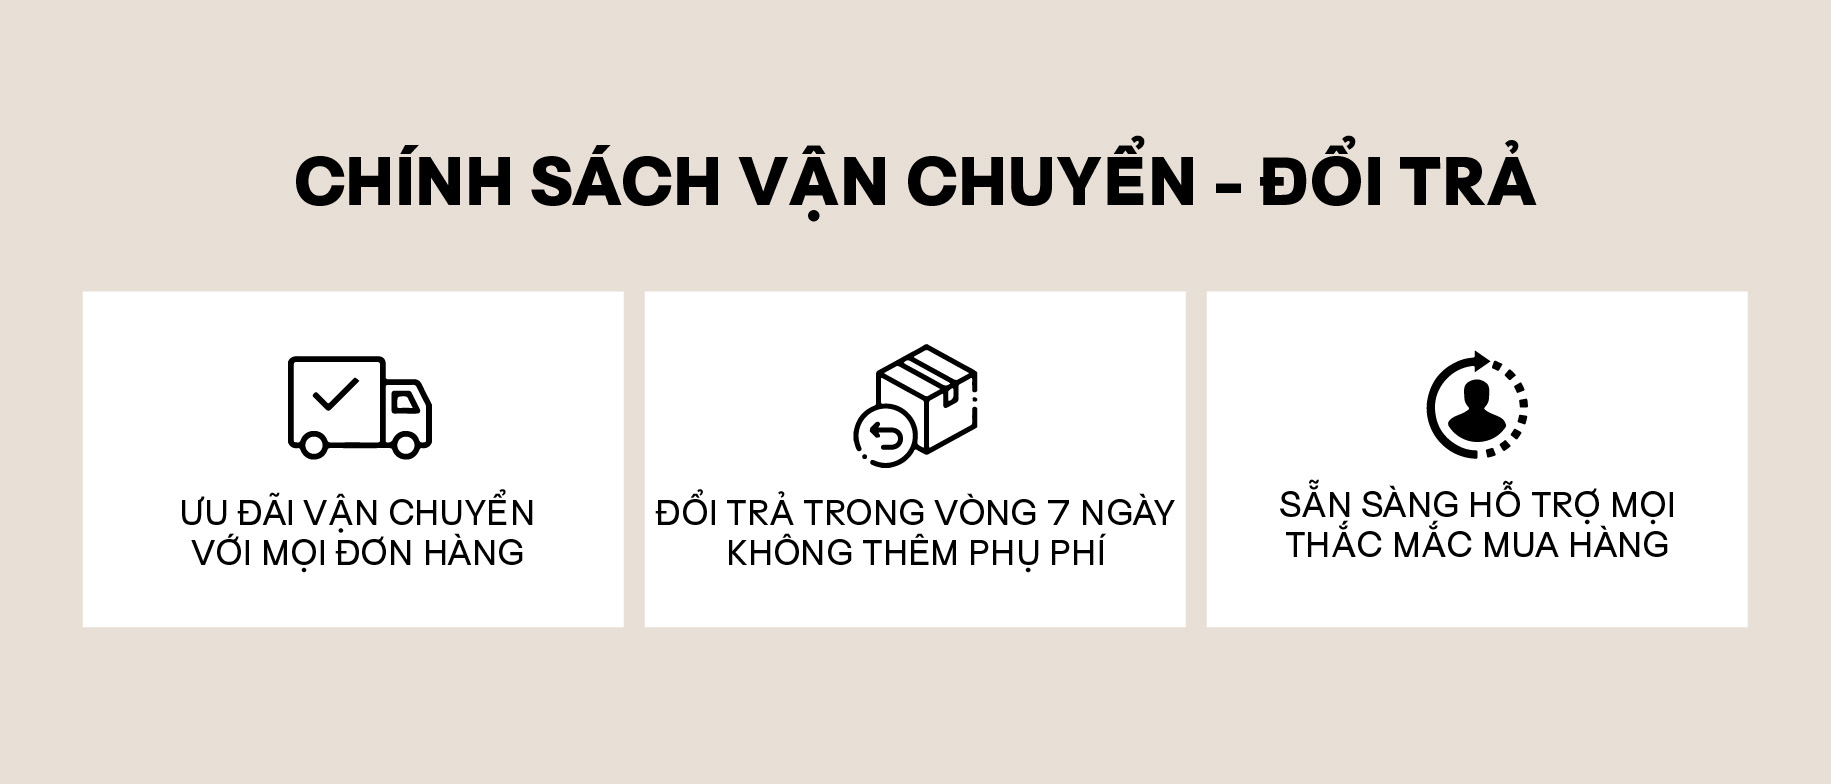 CHÍNH SÁCH VẬN CHUYỂN - ĐỔI TRẢ
ƯU ĐÃI VẬN CHUYỂN
VỚI MỌI ĐƠN HÀNG
ĐỔI TRẢ TRONG VÒNG 7 NGÀY
KHÔNG THÊM PHỤ PHÍ
SẴN SÀNG HỖ TRỢ MỌI
THẮC MẮC MUA HÀNG